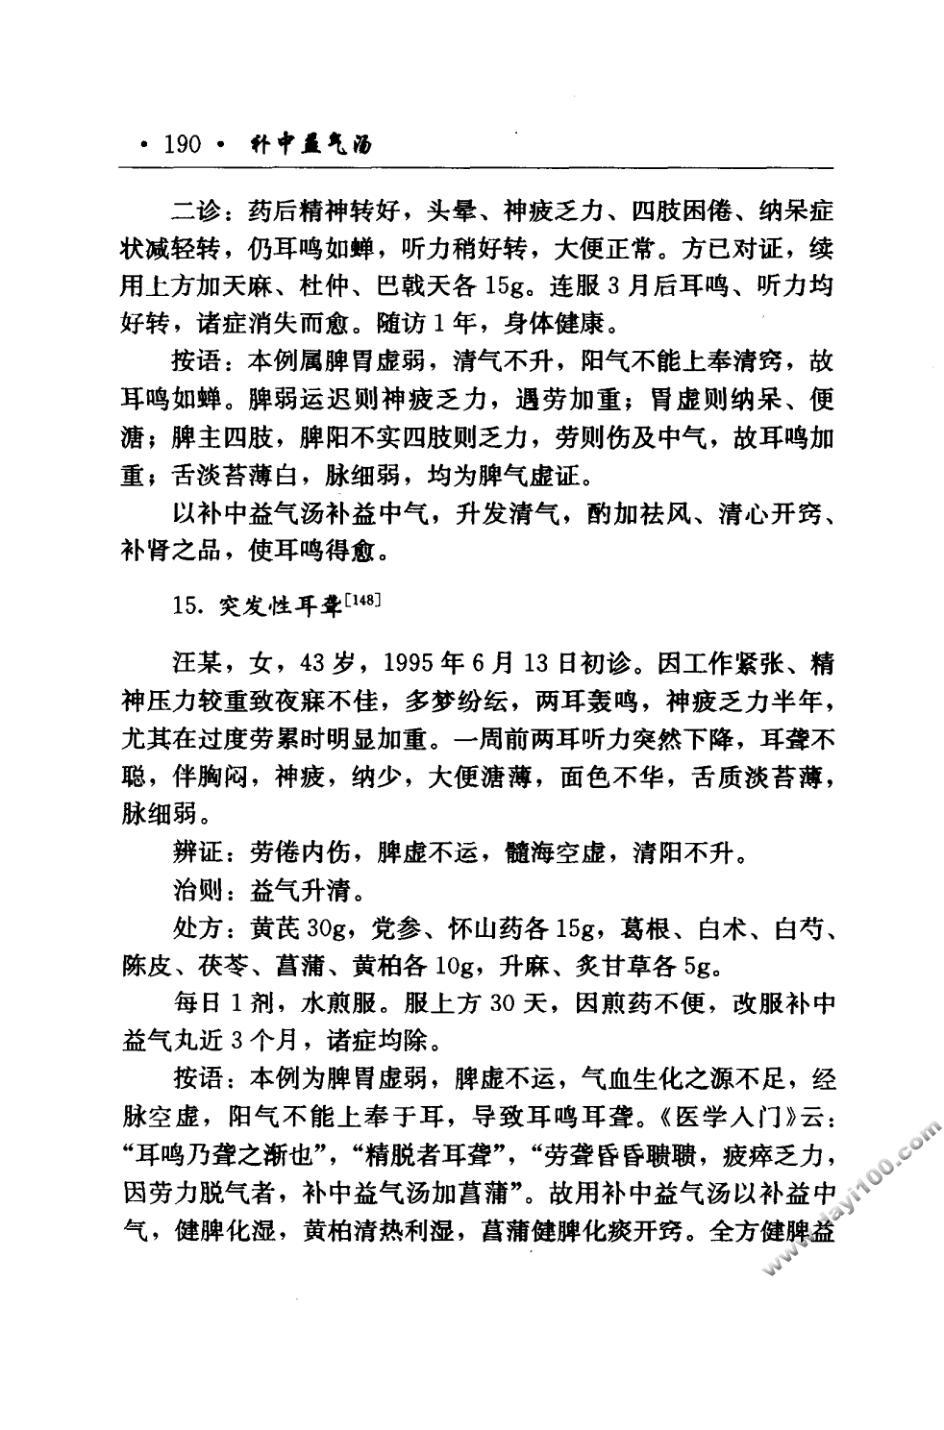 · 190 · 补中益气汤
二诊：药后精神转好，头晕、神疲乏力、四肢困倦、纳呆症
状减轻转，仍耳鸣如蝉，听力稍好转，大便正常。方已对证，续
用上方加天麻、杜仲、巴戟天各 15g。连服 3 月后耳鸣、听力均
好转，诸症消失而愈。随访 1 年，身体健康。
按语：本例属脾胃虚弱，清气不升，阳气不能上奉清窍，故
耳鸣如蝉。脾弱运迟则神疲乏力，遇劳加重；胃虚则纳呆、便
溏；脾主四肢，脾阳不实四肢则乏力，劳则伤及中气，故耳鸣加
重；舌淡苔薄白，脉细弱，均为脾气虚证。
以补中益气汤补益中气，升发清气，酌加祛风、清心开窍、
补肾之品，使耳鸣得愈。
15. 突发性耳聋[148]
汪某，女，43 岁，1995 年 6 月 13 日初诊。因工作紧张、精
神压力较重致夜寐不佳，多梦纷纭，两耳轰鸣，神疲乏力半年，
尤其在过度劳累时明显加重。一周前两耳听力突然下降，耳聋不
聪，伴胸闷，神疲，纳少，大便溏薄，面色不华，舌质淡苔薄，
脉细弱。
辨证：劳倦内伤，脾虚不运，髓海空虚，清阳不升。
治则：益气升清。
处方：黄芪 30g，党参、怀山药各 15g，葛根、白术、白芍、
陈皮、茯苓、菖蒲、黄柏各 10g，升麻、炙甘草各 5g。
每日 1 剂，水煎服。服上方 30 天，因煎药不便，改服补中
益气丸近 3 个月，诸症均除。
按语：本例为脾胃虚弱，脾虚不运，气血生化之源不足，经
脉空虚，阳气不能上奉于耳，导致耳鸣耳聋。《医学入门》云：
“耳鸣乃聋之渐也”，“精脱者耳聋”，“劳聋昏昏聩聩，疲瘁乏力，
因劳力脱气者，补中益气汤加菖蒲”。故用补中益气汤以补益中
气，健脾化湿，黄柏清热利湿，菖蒲健脾化痰开窍。全方健脾益
www.dayi100.com